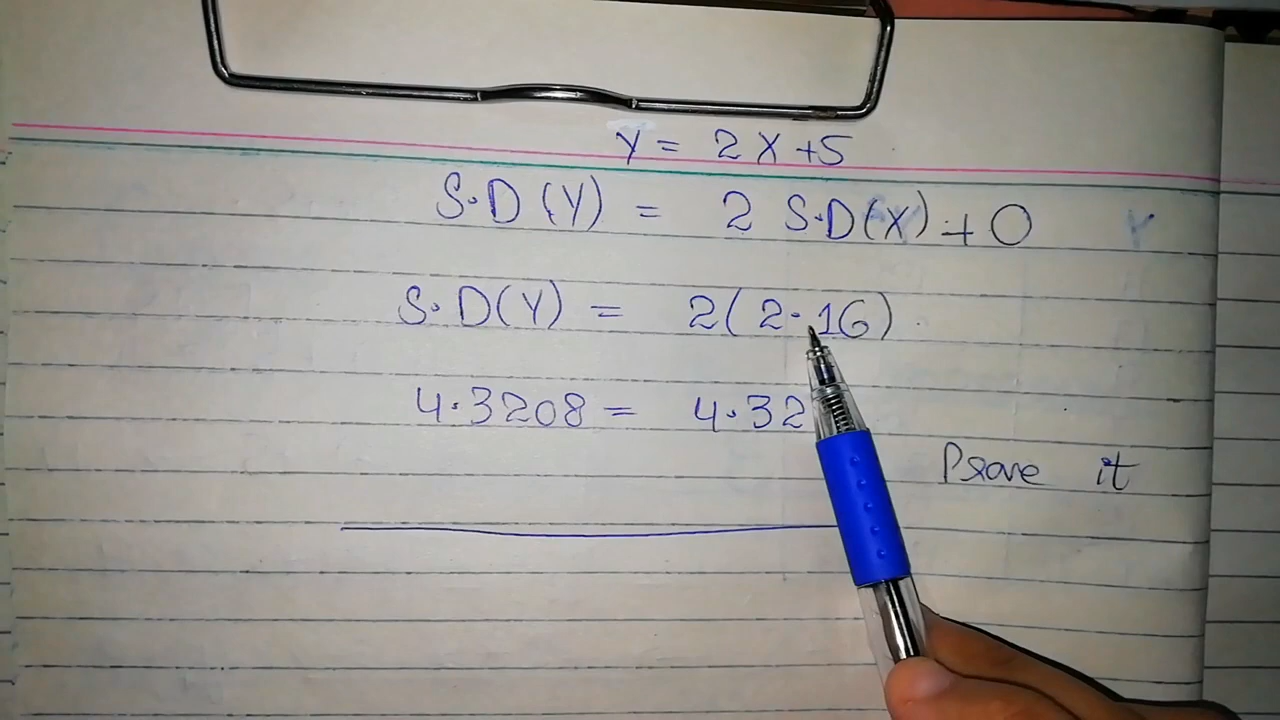 Y = 2X+5
S.D (Y) = 2 S.D(X) + 0
S.D(Y) = 2( 2.16)
4.3208 = 4.32
Prove it